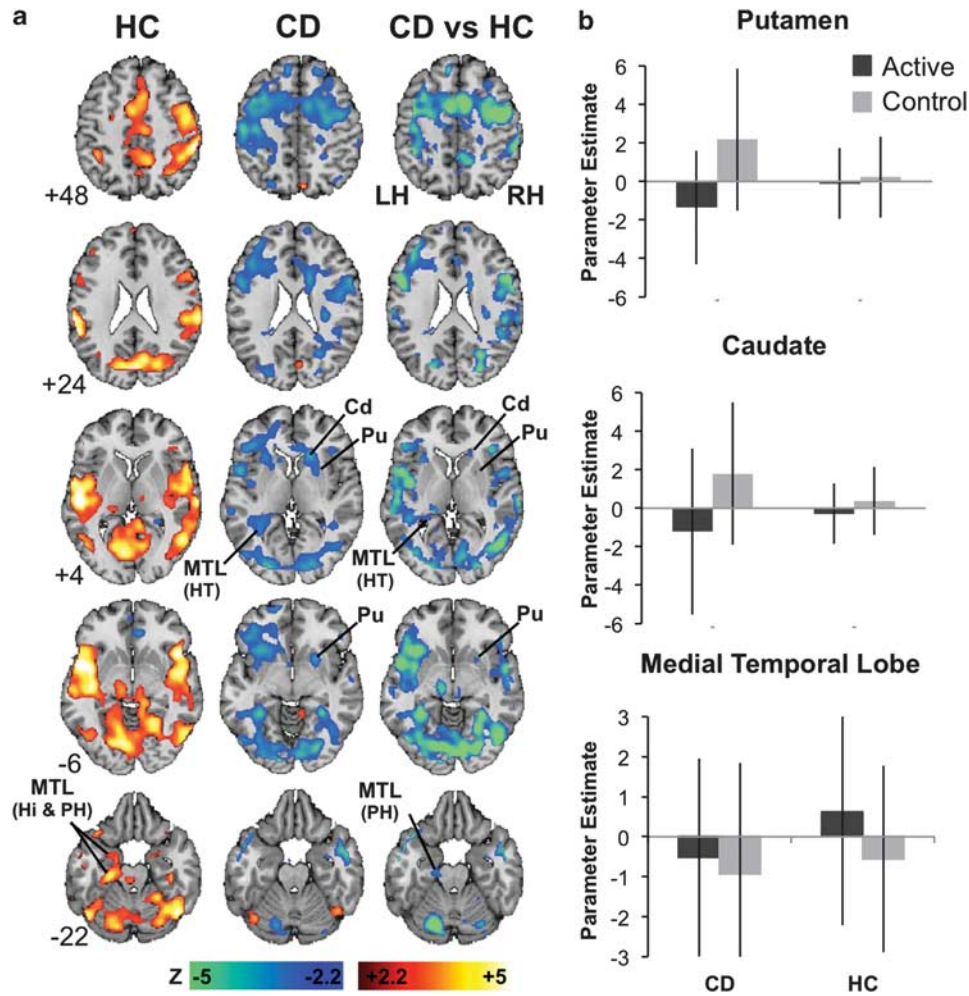 a
HC
CD
CD vs HC
+48
LH
RH
+24
Cd
Pu
Cd
Pu
MTL
(HT)
MTL
(HT)
+4
Pu
Pu
-6
MTL
(Hi & PH)
MTL
(PH)
-22
Z
-5
-2.2
+2.2
+5
b
Putamen
Active
Control
Parameter Estimate
6
4
2
0
-2
-4
-6
Caudate
Parameter Estimate
6
4
2
0
-2
-4
-6
Medial Temporal Lobe
Parameter Estimate
3
2
1
0
-1
-2
-3
CD
HC